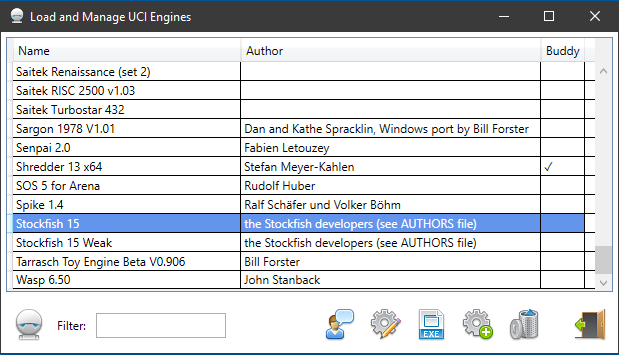 Load and Manage UCI Engines
Name Author Buddy
Saitek Renaissance (set 2)
Saitek RISC 2500 v1.03
Saitek Turbostar 432
Sargon 1978 V1.01 Dan and Kathe Spracklin, Windows port by Bill Forster
Senpai 2.0 Fabien Letouzey
Shredder 13 x64 Stefan Meyer-Kahlen ✓
SOS 5 for Arena Rudolf Huber
Spike 1.4 Ralf Schäfer und Volker Böhm
Stockfish 15 the Stockfish developers (see AUTHORS file)
Stockfish 15 Weak the Stockfish developers (see AUTHORS file)
Tarrasch Toy Engine Beta V0.906 Bill Forster
Wasp 6.50 John Stanback
Filter: EXE